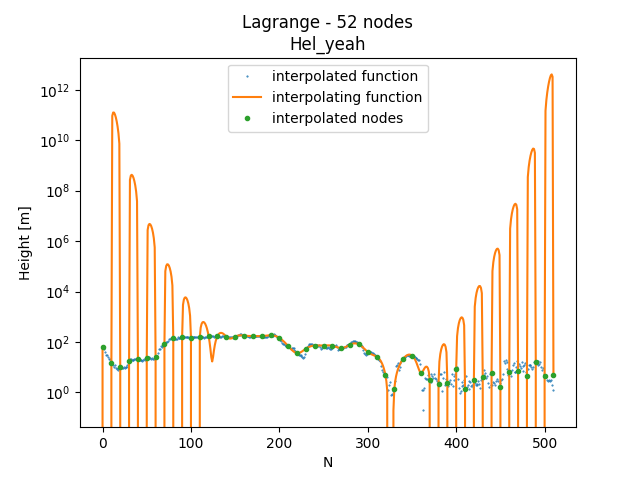 Lagrange - 52 nodes
Hel_yeah
interpolated function
interpolating function
interpolated nodes
10^12
10^10
10^8
10^6
10^4
10^2
10^0
Height [m]
0 100 200 300 400 500
N